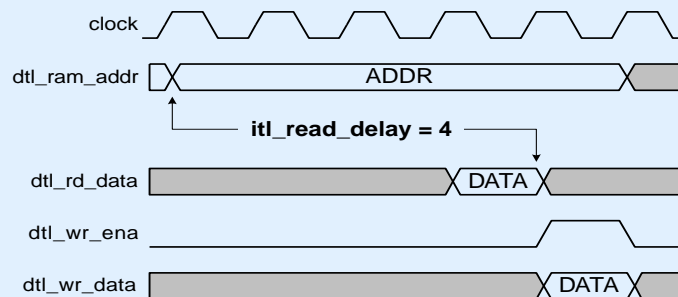 clock
dtl_ram_addr ADDR
itl_read_delay = 4
dtl_rd_data DATA
dtl_wr_ena
dtl_wr_data DATA